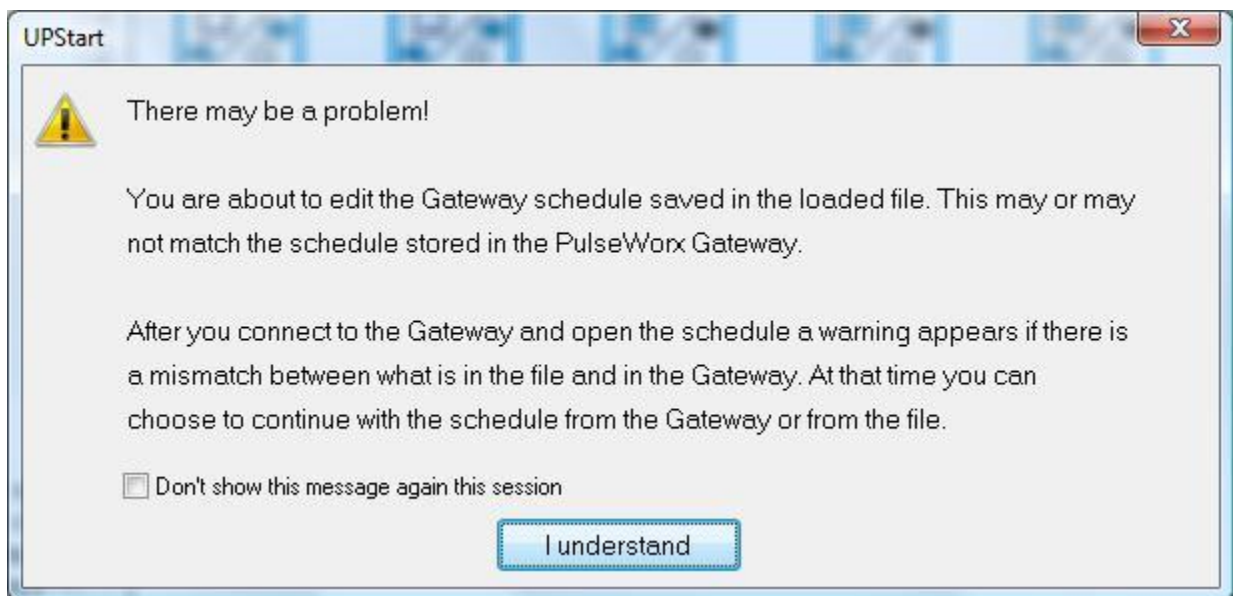 UPStart
There may be a problem!
You are about to edit the Gateway schedule saved in the loaded file. This may or may
not match the schedule stored in the PulseWorx Gateway.
After you connect to the Gateway and open the schedule a warning appears if there is
a mismatch between what is in the file and in the Gateway. At that time you can
choose to continue with the schedule from the Gateway or from the file.
Don't show this message again this session
I understand